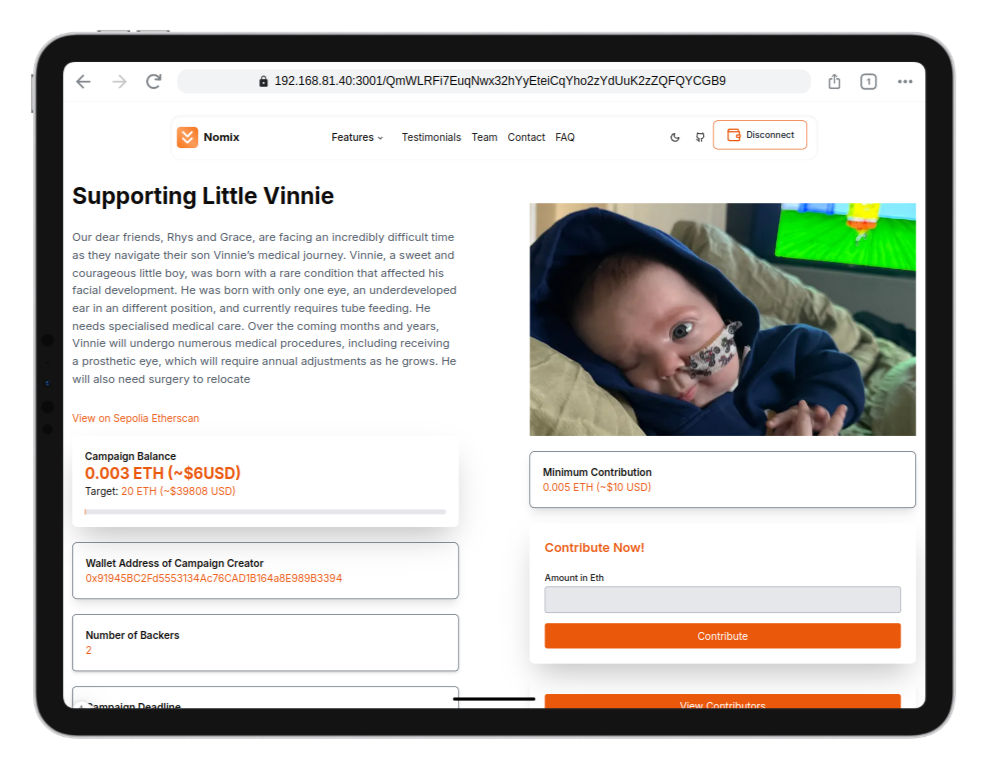 192.168.81.40:3001/QmWLRFi7EuqNwx32hYyEteiCqYho2zYdUuK2zZQFQYCGB9
1
Nomix
Features
Testimonials
Team
Contact
FAQ
Disconnect
Supporting Little Vinnie
Our dear friends, Rhys and Grace, are facing an incredibly difficult time
as they navigate their son Vinnie's medical journey. Vinnie, a sweet and
courageous little boy, was born with a rare condition that affected his
facial development. He was born with only one eye, an underdeveloped
ear in an different position, and currently requires tube feeding. He
needs specialised medical care. Over the coming months and years,
Vinnie will undergo numerous medical procedures, including receiving
a prosthetic eye, which will require annual adjustments as he grows. He
will also need surgery to relocate
View on Sepolia Etherscan
Campaign Balance
0.003 ETH (~$6USD)
Target: 20 ETH (~$39808 USD)
Wallet Address of Campaign Creator
0x91945BC2Fd5553134Ac76CAD1B164a8E989B3394
Number of Backers
2
Campaign Deadline
Minimum Contribution
0.005 ETH (~$10 USD)
Contribute Now!
Amount in Eth
Contribute
View Contributors